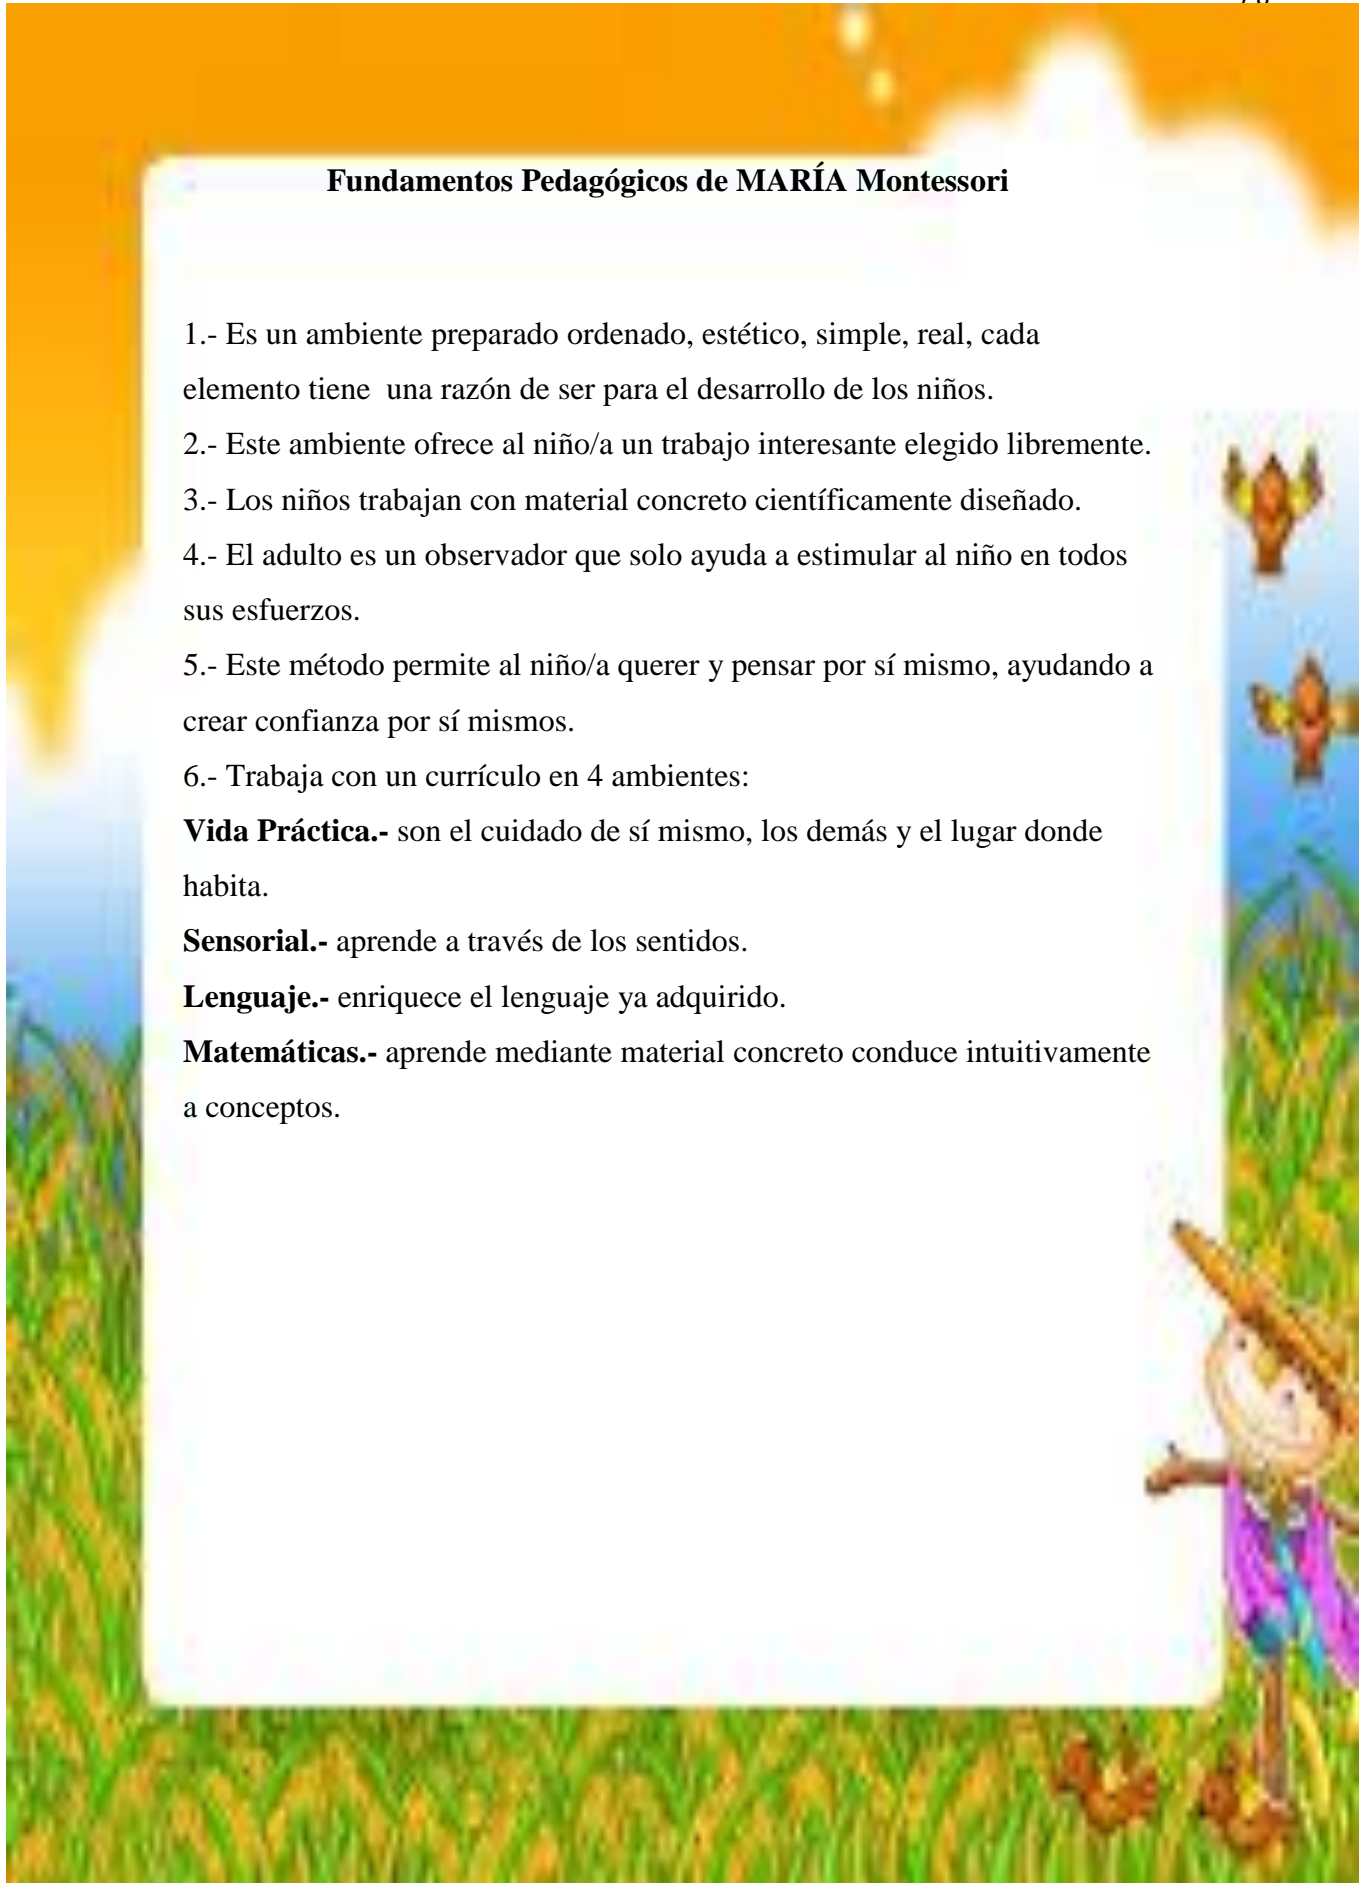 Fundamentos Pedagógicos de MARÍA Montessori
1.- Es un ambiente preparado ordenado, estético, simple, real, cada
elemento tiene  una razón de ser para el desarrollo de los niños.
2.- Este ambiente ofrece al niño/a un trabajo interesante elegido libremente.
3.- Los niños trabajan con material concreto científicamente diseñado.
4.- El adulto es un observador que solo ayuda a estimular al niño en todos
sus esfuerzos.
5.- Este método permite al niño/a querer y pensar por sí mismo, ayudando a
crear confianza por sí mismos.
6.- Trabaja con un currículo en 4 ambientes:
Vida Práctica.- son el cuidado de sí mismo, los demás y el lugar donde
habita.
Sensorial.- aprende a través de los sentidos.
Lenguaje.- enriquece el lenguaje ya adquirido.
Matemáticas.- aprende mediante material concreto conduce intuitivamente
a conceptos.